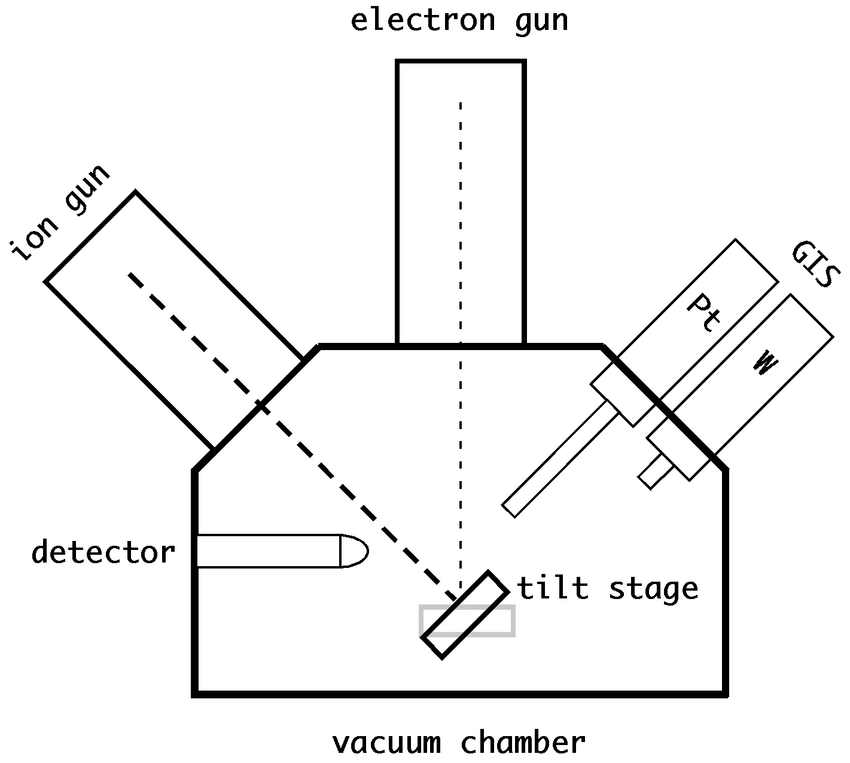 electron gun
ion gun
GIS
Pt
W
detector
tilt stage
vacuum chamber